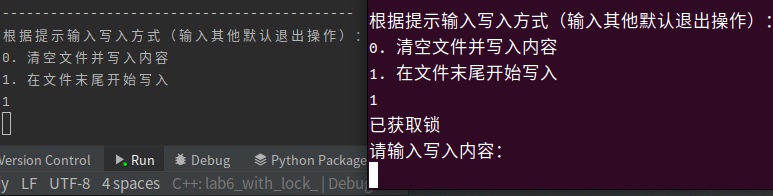 --------------------------------------------
根据提示输入写入方式（输入其他默认退出操作）：
0. 清空文件并写入内容
1. 在文件末尾开始写入
1
Version Control
Run
Debug
Python Package
LF
UTF-8
4 spaces
C++: lab6_with_lock_ | Debug
根据提示输入写入方式（输入其他默认退出操作）：
0. 清空文件并写入内容
1. 在文件末尾开始写入
1
已获取锁
请输入写入内容：